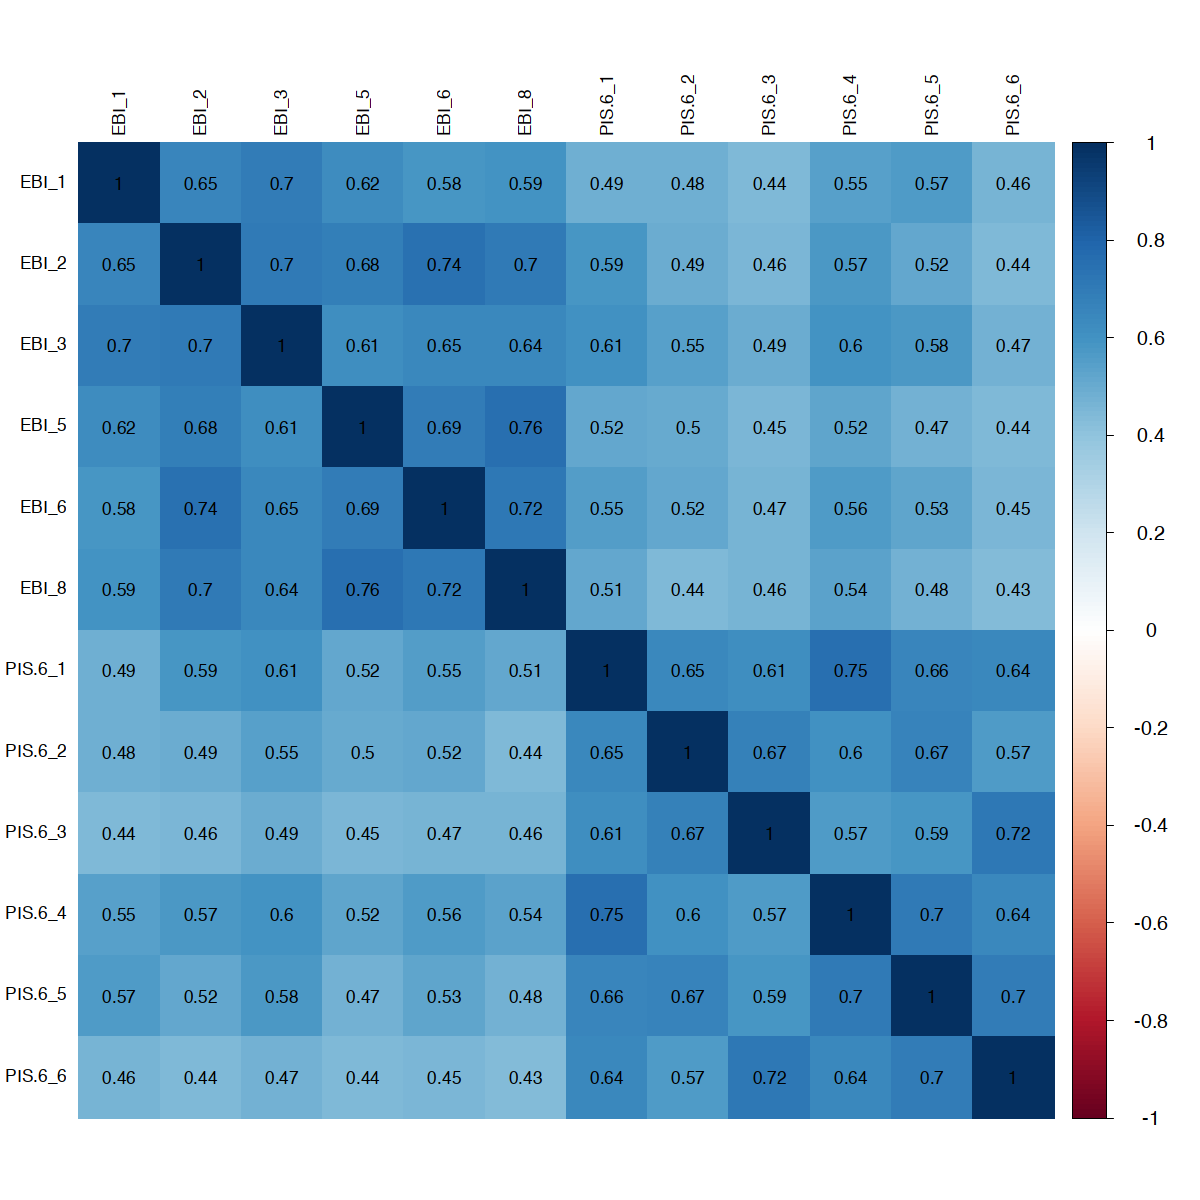 EBI_1 EBI_2 EBI_3 EBI_5 EBI_6 EBI_8 PIS.6_1 PIS.6_2 PIS.6_3 PIS.6_4 PIS.6_5 PIS.6_6
EBI_1 1 0.65 0.7 0.62 0.58 0.59 0.49 0.48 0.44 0.55 0.57 0.46
EBI_2 0.65 1 0.7 0.68 0.74 0.7 0.59 0.49 0.46 0.57 0.52 0.44
EBI_3 0.7 0.7 1 0.61 0.65 0.64 0.61 0.55 0.49 0.6 0.58 0.47
EBI_5 0.62 0.68 0.61 1 0.69 0.76 0.52 0.5 0.45 0.52 0.47 0.44
EBI_6 0.58 0.74 0.65 0.69 1 0.72 0.55 0.52 0.47 0.56 0.53 0.45
EBI_8 0.59 0.7 0.64 0.76 0.72 1 0.51 0.44 0.46 0.54 0.48 0.43
PIS.6_1 0.49 0.59 0.61 0.52 0.55 0.51 1 0.65 0.61 0.75 0.66 0.64
PIS.6_2 0.48 0.49 0.55 0.5 0.52 0.44 0.65 1 0.67 0.6 0.67 0.57
PIS.6_3 0.44 0.46 0.49 0.45 0.47 0.46 0.61 0.67 1 0.57 0.59 0.72
PIS.6_4 0.55 0.57 0.6 0.52 0.56 0.54 0.75 0.6 0.57 1 0.7 0.64
PIS.6_5 0.57 0.52 0.58 0.47 0.53 0.48 0.66 0.67 0.59 0.7 1 0.7
PIS.6_6 0.46 0.44 0.47 0.44 0.45 0.43 0.64 0.57 0.72 0.64 0.7 1
1
0.8
0.6
0.4
0.2
0
-0.2
-0.4
-0.6
-0.8
-1